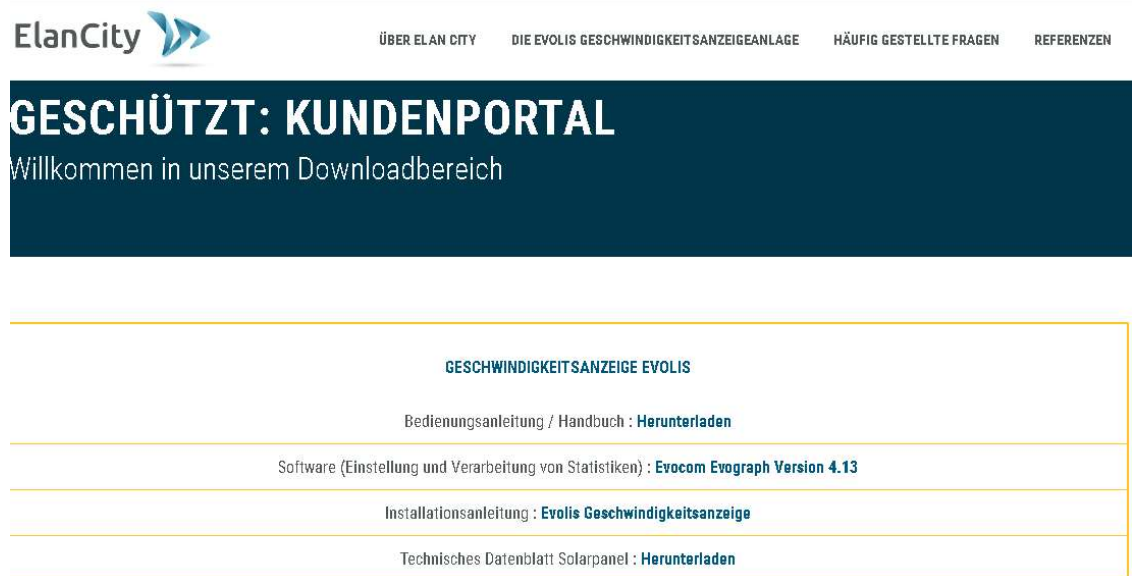 ElanCity
ÜBER ELAN CITY DIE EVOLIS GESCHWINDIGKEITSANZEIGEANLAGE HÄUFIG GESTELLTE FRAGEN REFERENZEN
GESCHÜTZT: KUNDENPORTAL
Willkommen in unserem Downloadbereich
GESCHWINDIGKEITSANZEIGE EVOLIS
Bedienungsanleitung / Handbuch : Herunterladen
Software (Einstellung und Verarbeitung von Statistiken) : Evocom Evograph Version 4.13
Installationsanleitung : Evolis Geschwindigkeitsanzeige
Technisches Datenblatt Solarpanel : Herunterladen